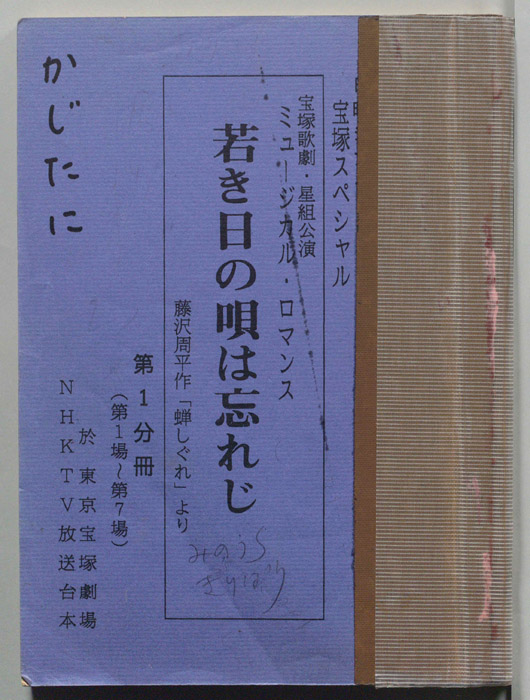 宝塚スペシャル
宝塚歌劇・星組公演
ミュージカル・ロマンス
若き日の唄は忘れじ
藤沢周平作「蝉しぐれ」より
第1分冊
（第1場～第7場）
於東京宝塚劇場
NHKTV放送台本
かじたに
みのうら